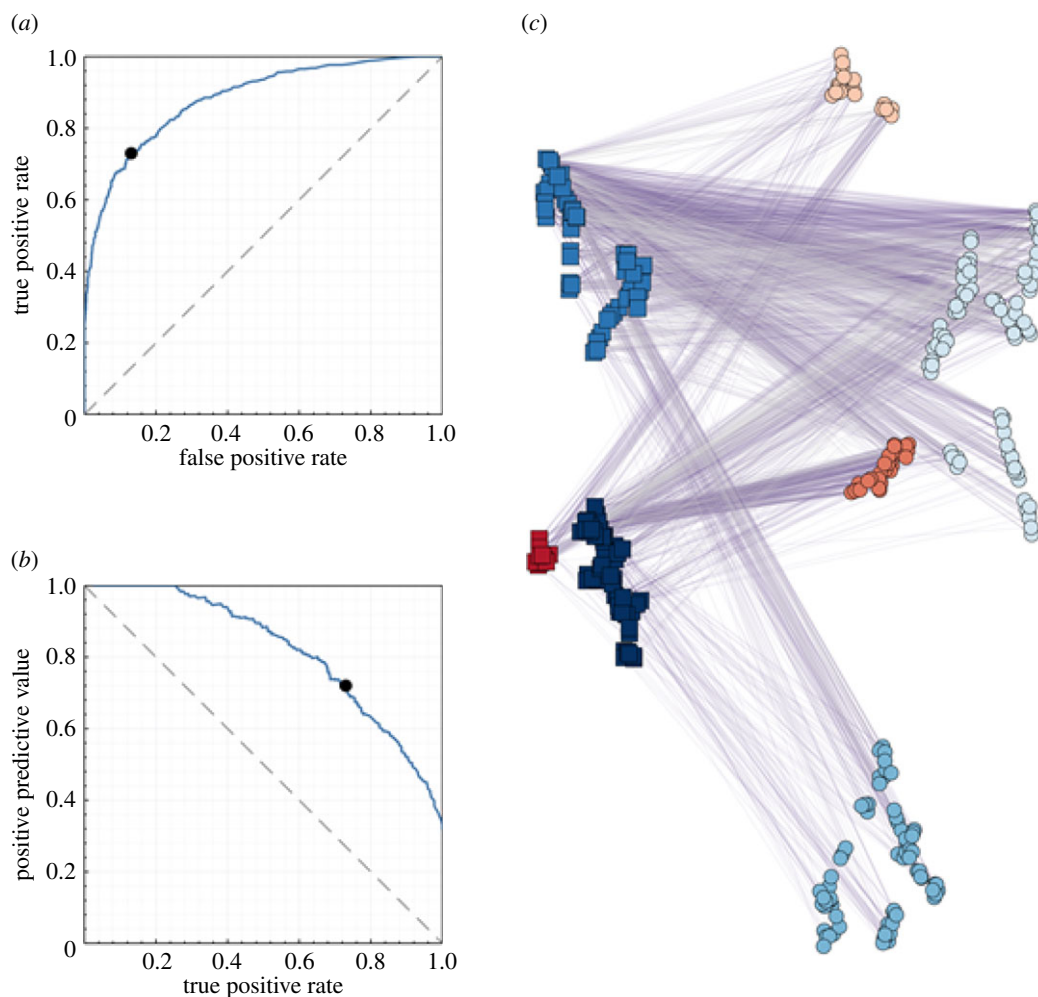 (a)
1.0
0.8
0.6
0.4
0.2
0
0.2 0.4 0.6 0.8 1.0
true positive rate
false positive rate
(b)
1.0
0.8
0.6
0.4
0.2
0
0.2 0.4 0.6 0.8 1.0
positive predictive value
true positive rate
(c)